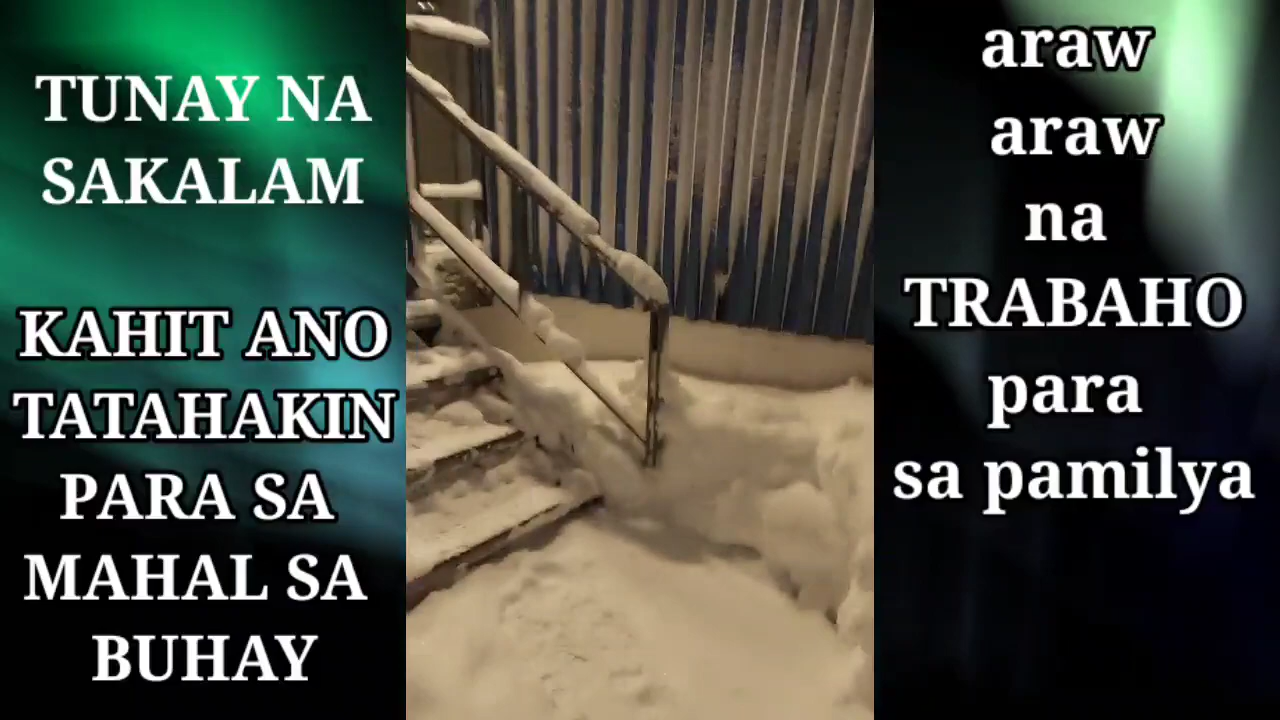 TUNAY NA
SAKALAM
KAHIT ANO
TATAHAKIN
PARA SA
MAHAL SA
BUHAY
araw
araw
na
TRABAHO
para
sa pamilya